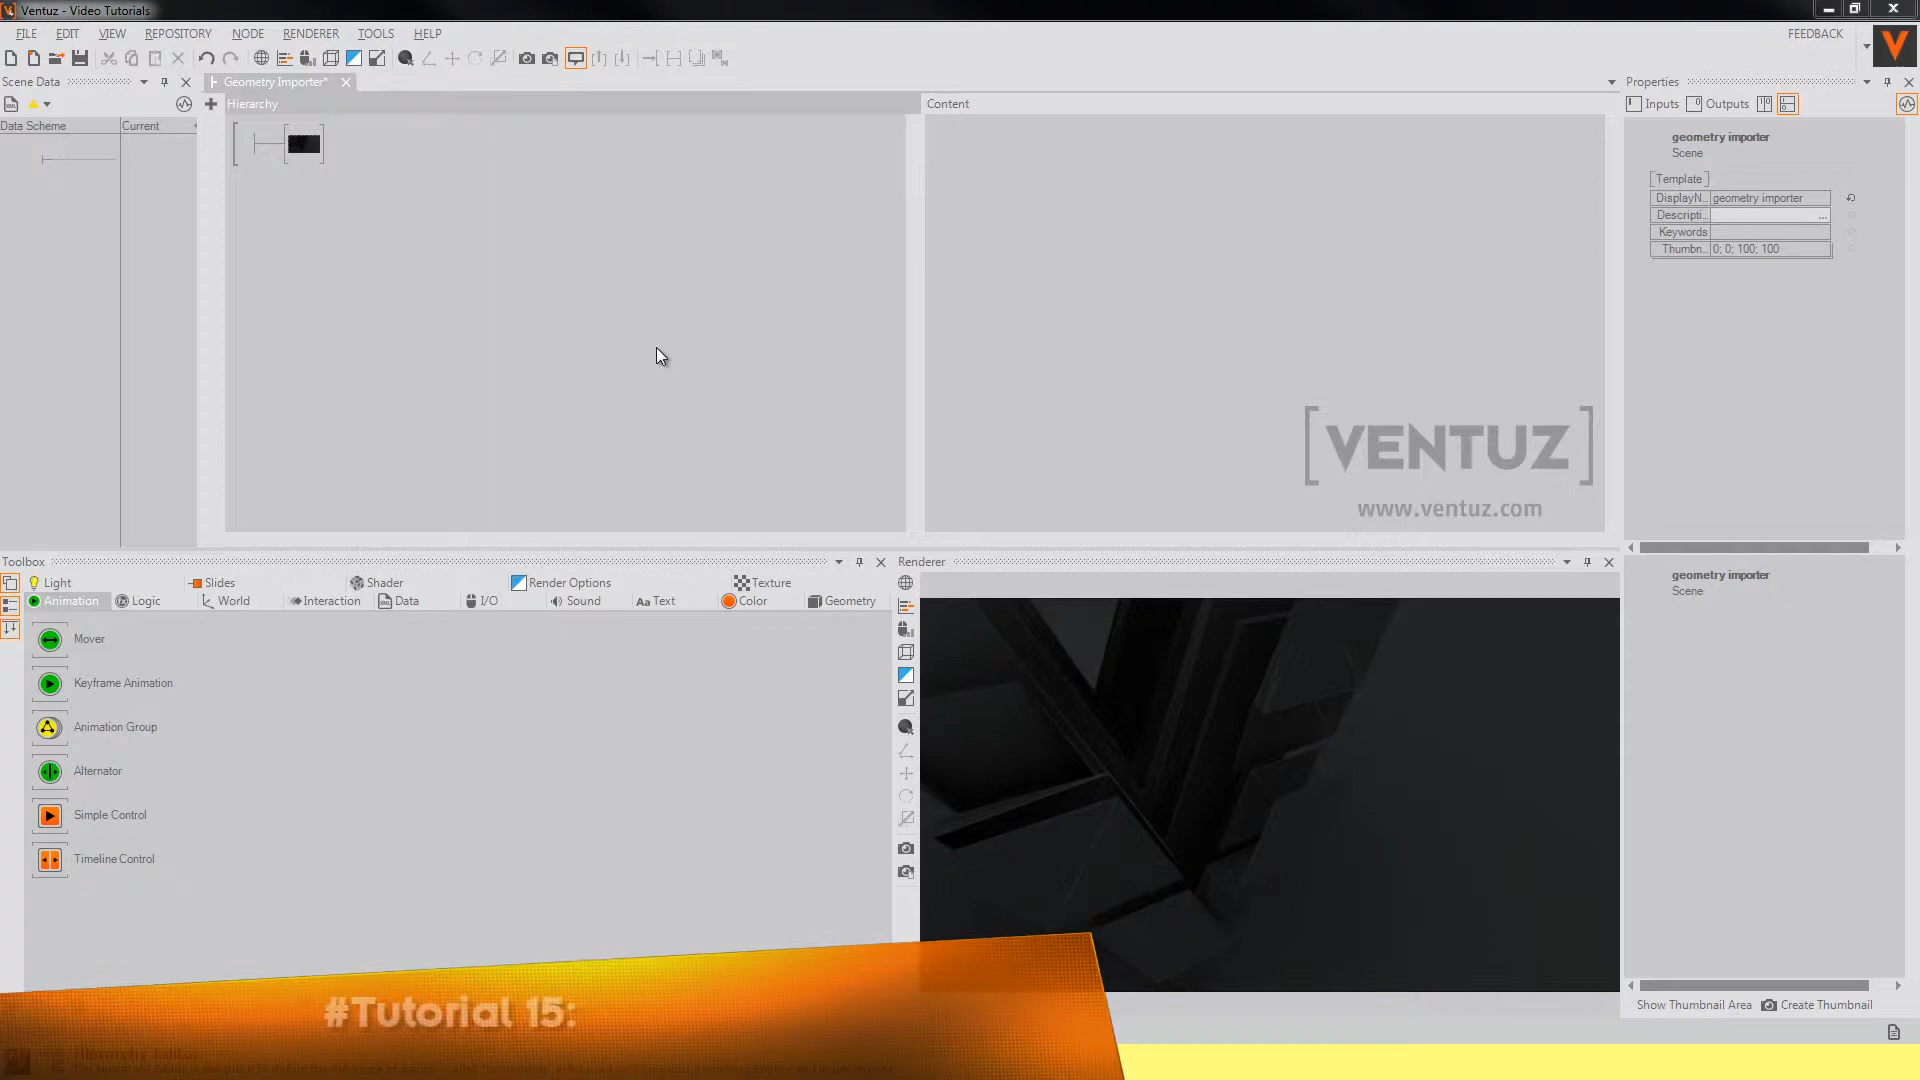 Ventuz - Video Tutorials
FILE EDIT VIEW REPOSITORY NODE RENDERER TOOLS HELP
FEEDBACK
Scene Data
Geometry Importer*
Properties
Hierarchy
Content
Inputs Outputs
Data Scheme Current
geometry importer
Scene
[Template]
DisplayN... geometry importer
Descripti... ...
Keywords
Thumbn... 0; 0; 100; 100
[VENTUZ]
www.ventuz.com
Toolbox
Renderer
Light Slides Shader Render Options Texture
Animation Logic World Interaction Data I/O Sound Aa Text Color Geometry
Mover
Keyframe Animation
Animation Group
Alternator
Simple Control
Timeline Control
geometry importer
Scene
Show Thumbnail Area Create Thumbnail
#Tutorial 15:
Hierarchy Editor